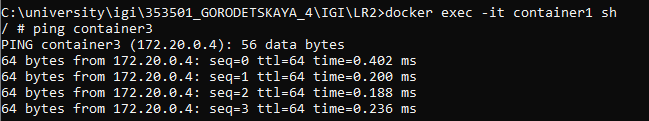 C:\university\igi\353501_GORODETSKAYA_4\IGI\LR2>docker exec -it container1 sh
/ # ping container3
PING container3 (172.20.0.4): 56 data bytes
64 bytes from 172.20.0.4: seq=0 ttl=64 time=0.402 ms
64 bytes from 172.20.0.4: seq=1 ttl=64 time=0.200 ms
64 bytes from 172.20.0.4: seq=2 ttl=64 time=0.188 ms
64 bytes from 172.20.0.4: seq=3 ttl=64 time=0.236 ms